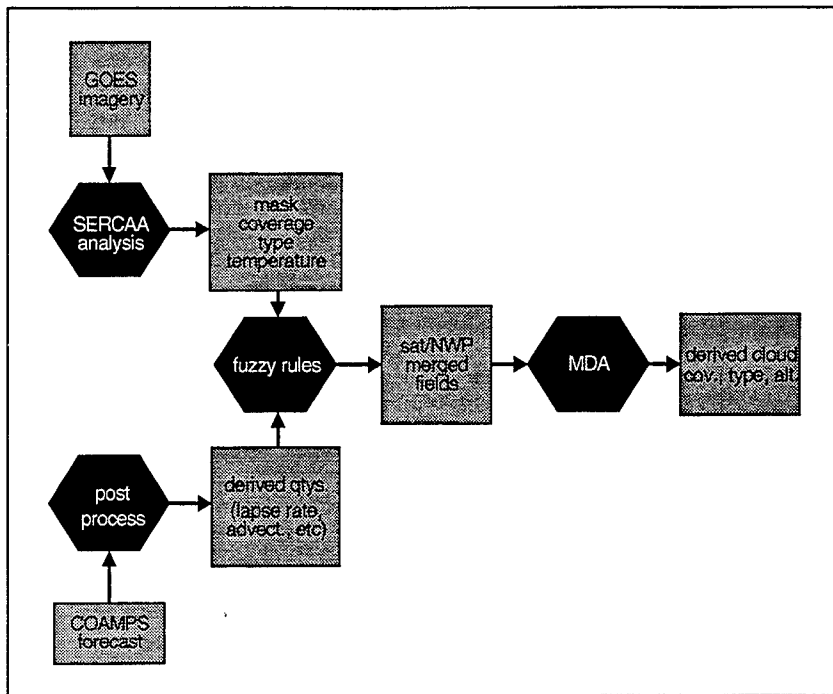 GOES
imagery
SERCAA
analysis
mask
coverage
type
temperature
fuzzy rules
sat/NWP
merged
fields
MDA
derived cloud
cov., type, alt.
post
process
derived qtys.
(lapse rate,
advect., etc)
COAMPS
forecast